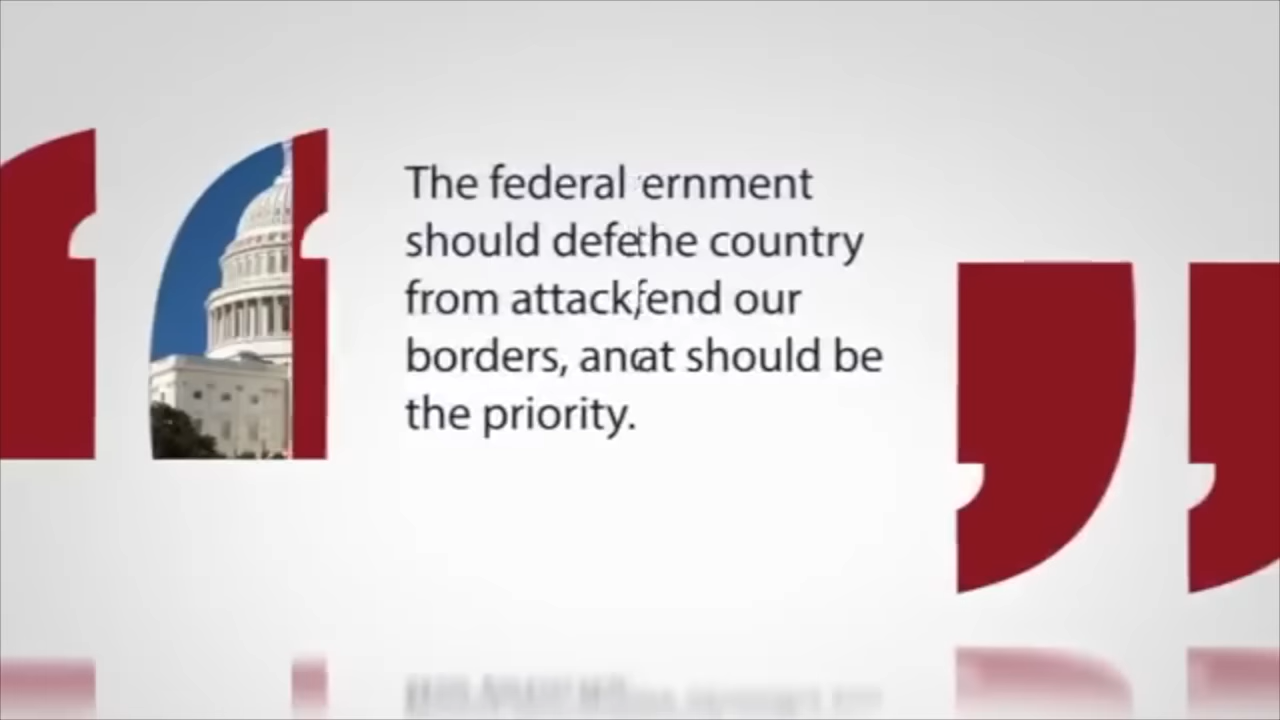 The federal ernment
should defethe country
from attack,fend our
borders, anat should be
the priority.